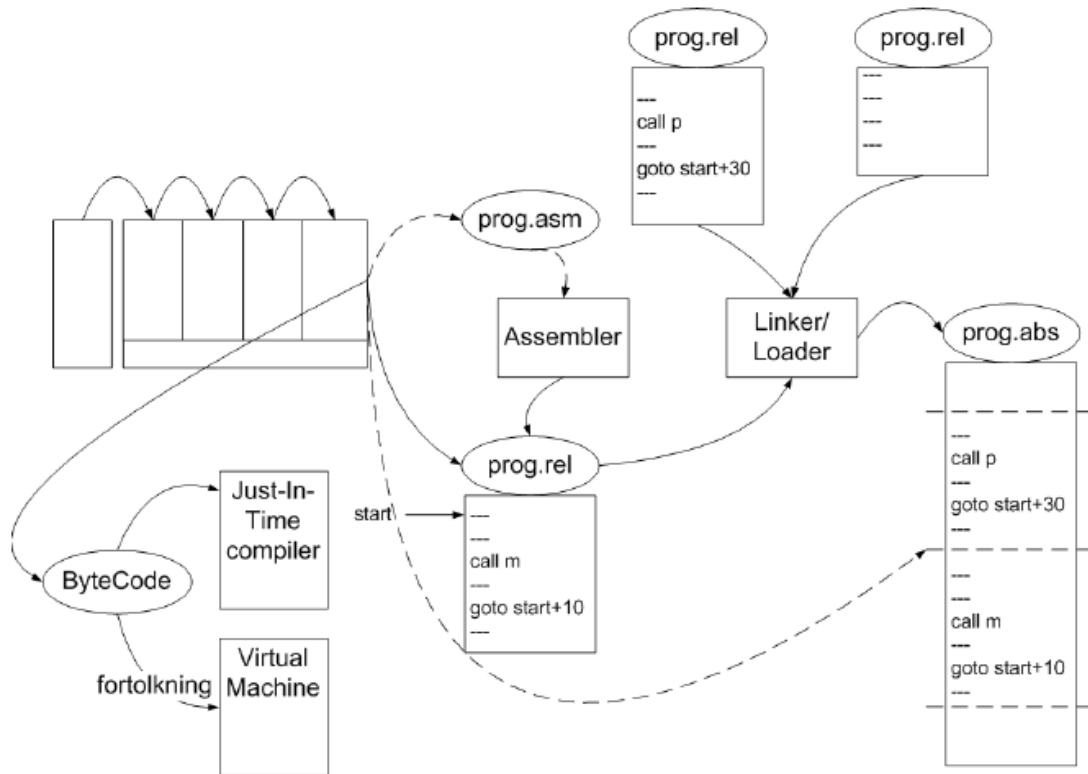 prog.rel
---
call p
---
goto start+30
---
prog.rel
---
---
---
---
prog.asm
Assembler
Linker/
Loader
prog.abs
---
call p
---
goto start+30
---
---
---
call m
---
goto start+10
---
prog.rel
start
---
---
call m
---
goto start+10
---
Just-In-
Time
compiler
ByteCode
fortolkning
Virtual
Machine